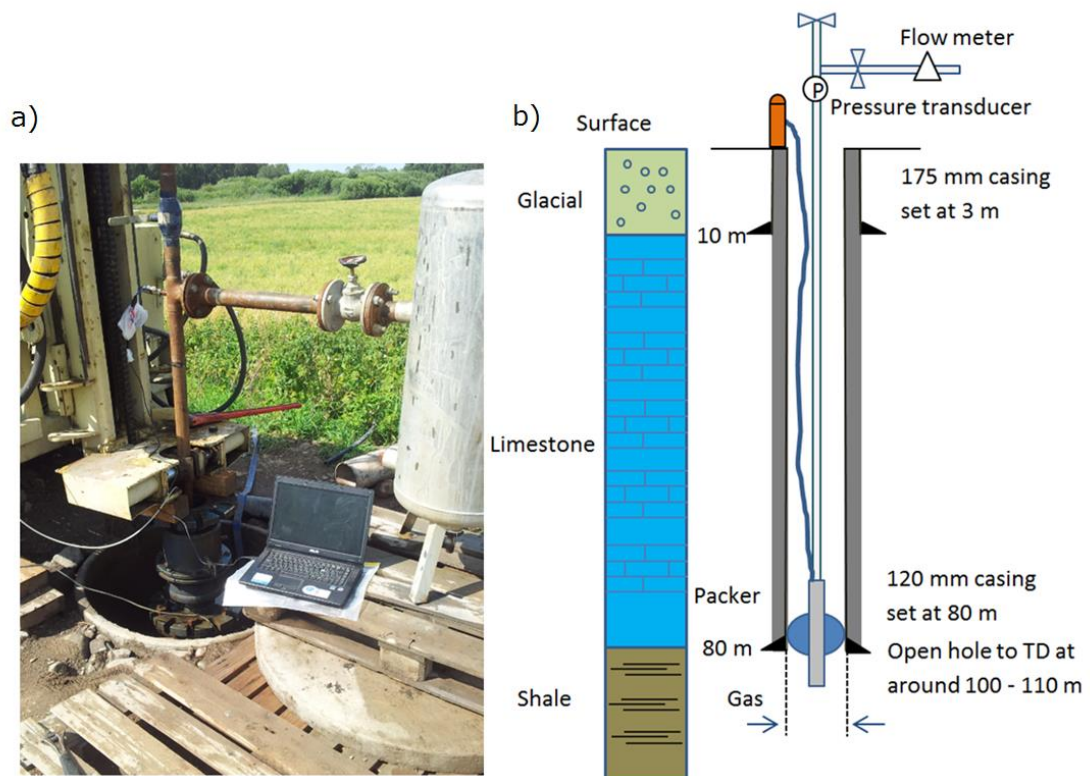 a)
b)
Flow meter
P
Pressure transducer
Surface
Glacial
10 m
175 mm casing
set at 3 m
Limestone
Packer
80 m
120 mm casing
set at 80 m
Open hole to TD at
around 100 - 110 m
Shale
Gas